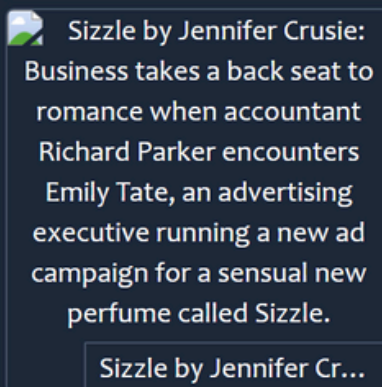 Sizzle by Jennifer Crusie:
Business takes a back seat to
romance when accountant
Richard Parker encounters
Emily Tate, an advertising
executive running a new ad
campaign for a sensual new
perfume called Sizzle.
Sizzle by Jennifer Cr...